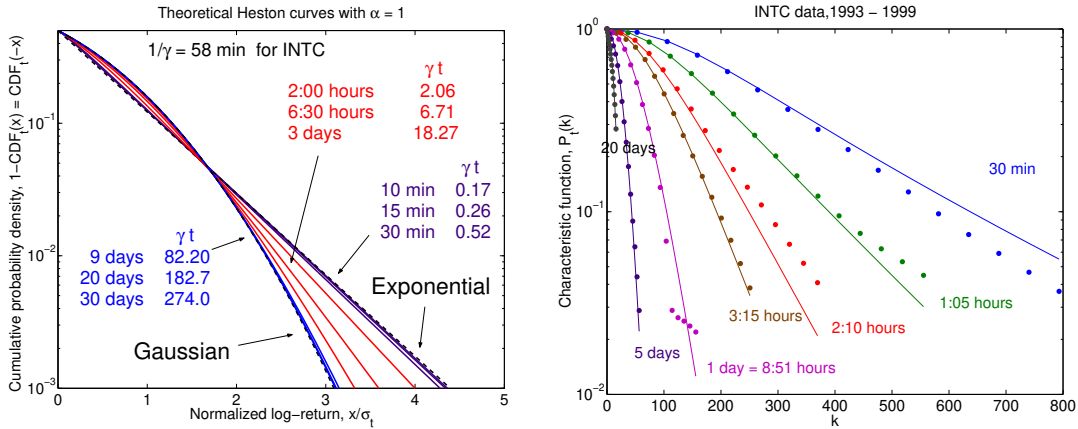 Theoretical Heston curves with α = 1
Cumulative probability density, 1−CDF_t(x) = CDF_t(−x)
10^−1
10^−2
10^−3
1/γ = 58 min for INTC
γ t
2:00 hours 2.06
6:30 hours 6.71
3 days 18.27
γ t
10 min 0.17
15 min 0.26
30 min 0.52
γ t
9 days 82.20
20 days 182.7
30 days 274.0
Exponential
Gaussian
0 1 2 3 4 5
Normalized log−return, x/σ_t
INTC data,1993 − 1999
Characteristic function, P_t(k)
10^0
10^−1
10^−2
20 days
30 min
1:05 hours
3:15 hours
2:10 hours
5 days
1 day = 8:51 hours
0 100 200 300 400 500 600 700 800
k